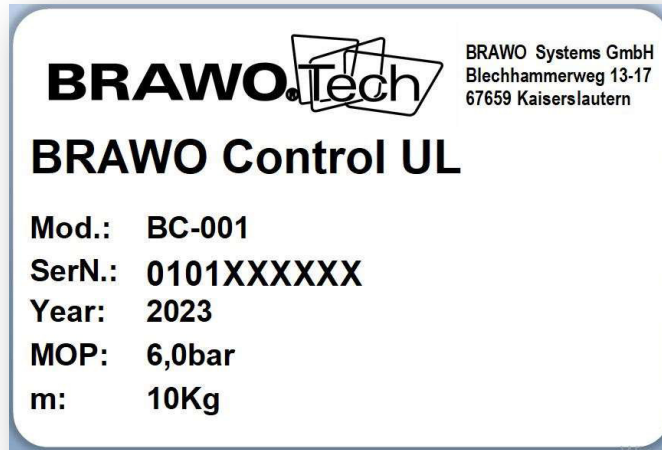 BRAWO® Tech
BRAWO Systems GmbH
Blechhammerweg 13-17
67659 Kaiserslautern
BRAWO Control UL
Mod.: BC-001
SerN.: 0101XXXXXX
Year: 2023
MOP: 6,0bar
m: 10Kg